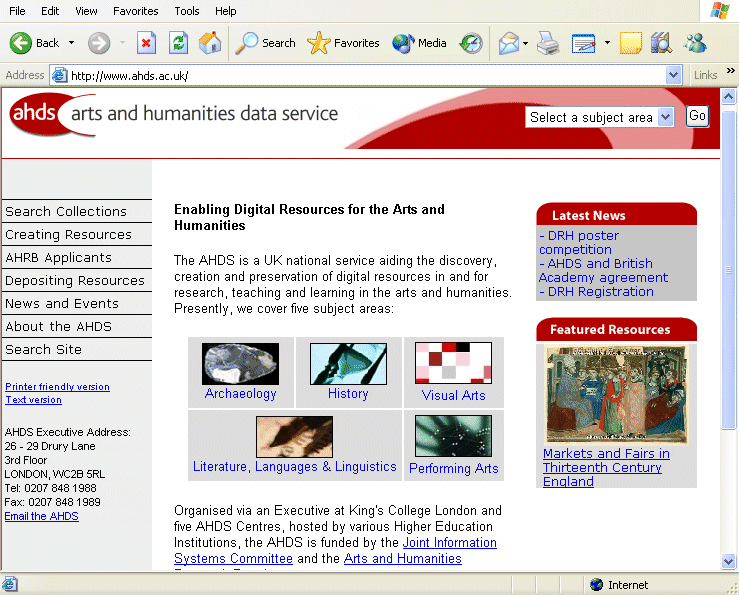 File Edit View Favorites Tools Help
Back Search Favorites Media
Address http://www.ahds.ac.uk/ Links »
ahds arts and humanities data service
Select a subject area Go
Search Collections
Creating Resources
AHRB Applicants
Depositing Resources
News and Events
About the AHDS
Search Site
Printer friendly version
Text version
AHDS Executive Address:
26 - 29 Drury Lane
3rd Floor
LONDON, WC2B 5RL
Tel: 0207 848 1988
Fax: 0207 848 1989
Email the AHDS
Enabling Digital Resources for the Arts and
Humanities
The AHDS is a UK national service aiding the discovery,
creation and preservation of digital resources in and for
research, teaching and learning in the arts and humanities.
Presently, we cover five subject areas:
Archaeology
History
Visual Arts
Literature, Languages & Linguistics
Performing Arts
Organised via an Executive at King's College London and
five AHDS Centres, hosted by various Higher Education
Institutions, the AHDS is funded by the Joint Information
Systems Committee and the Arts and Humanities
Latest News
- DRH poster
competition
- AHDS and British
Academy agreement
- DRH Registration
Featured Resources
Markets and Fairs in
Thirteenth Century
England
Internet